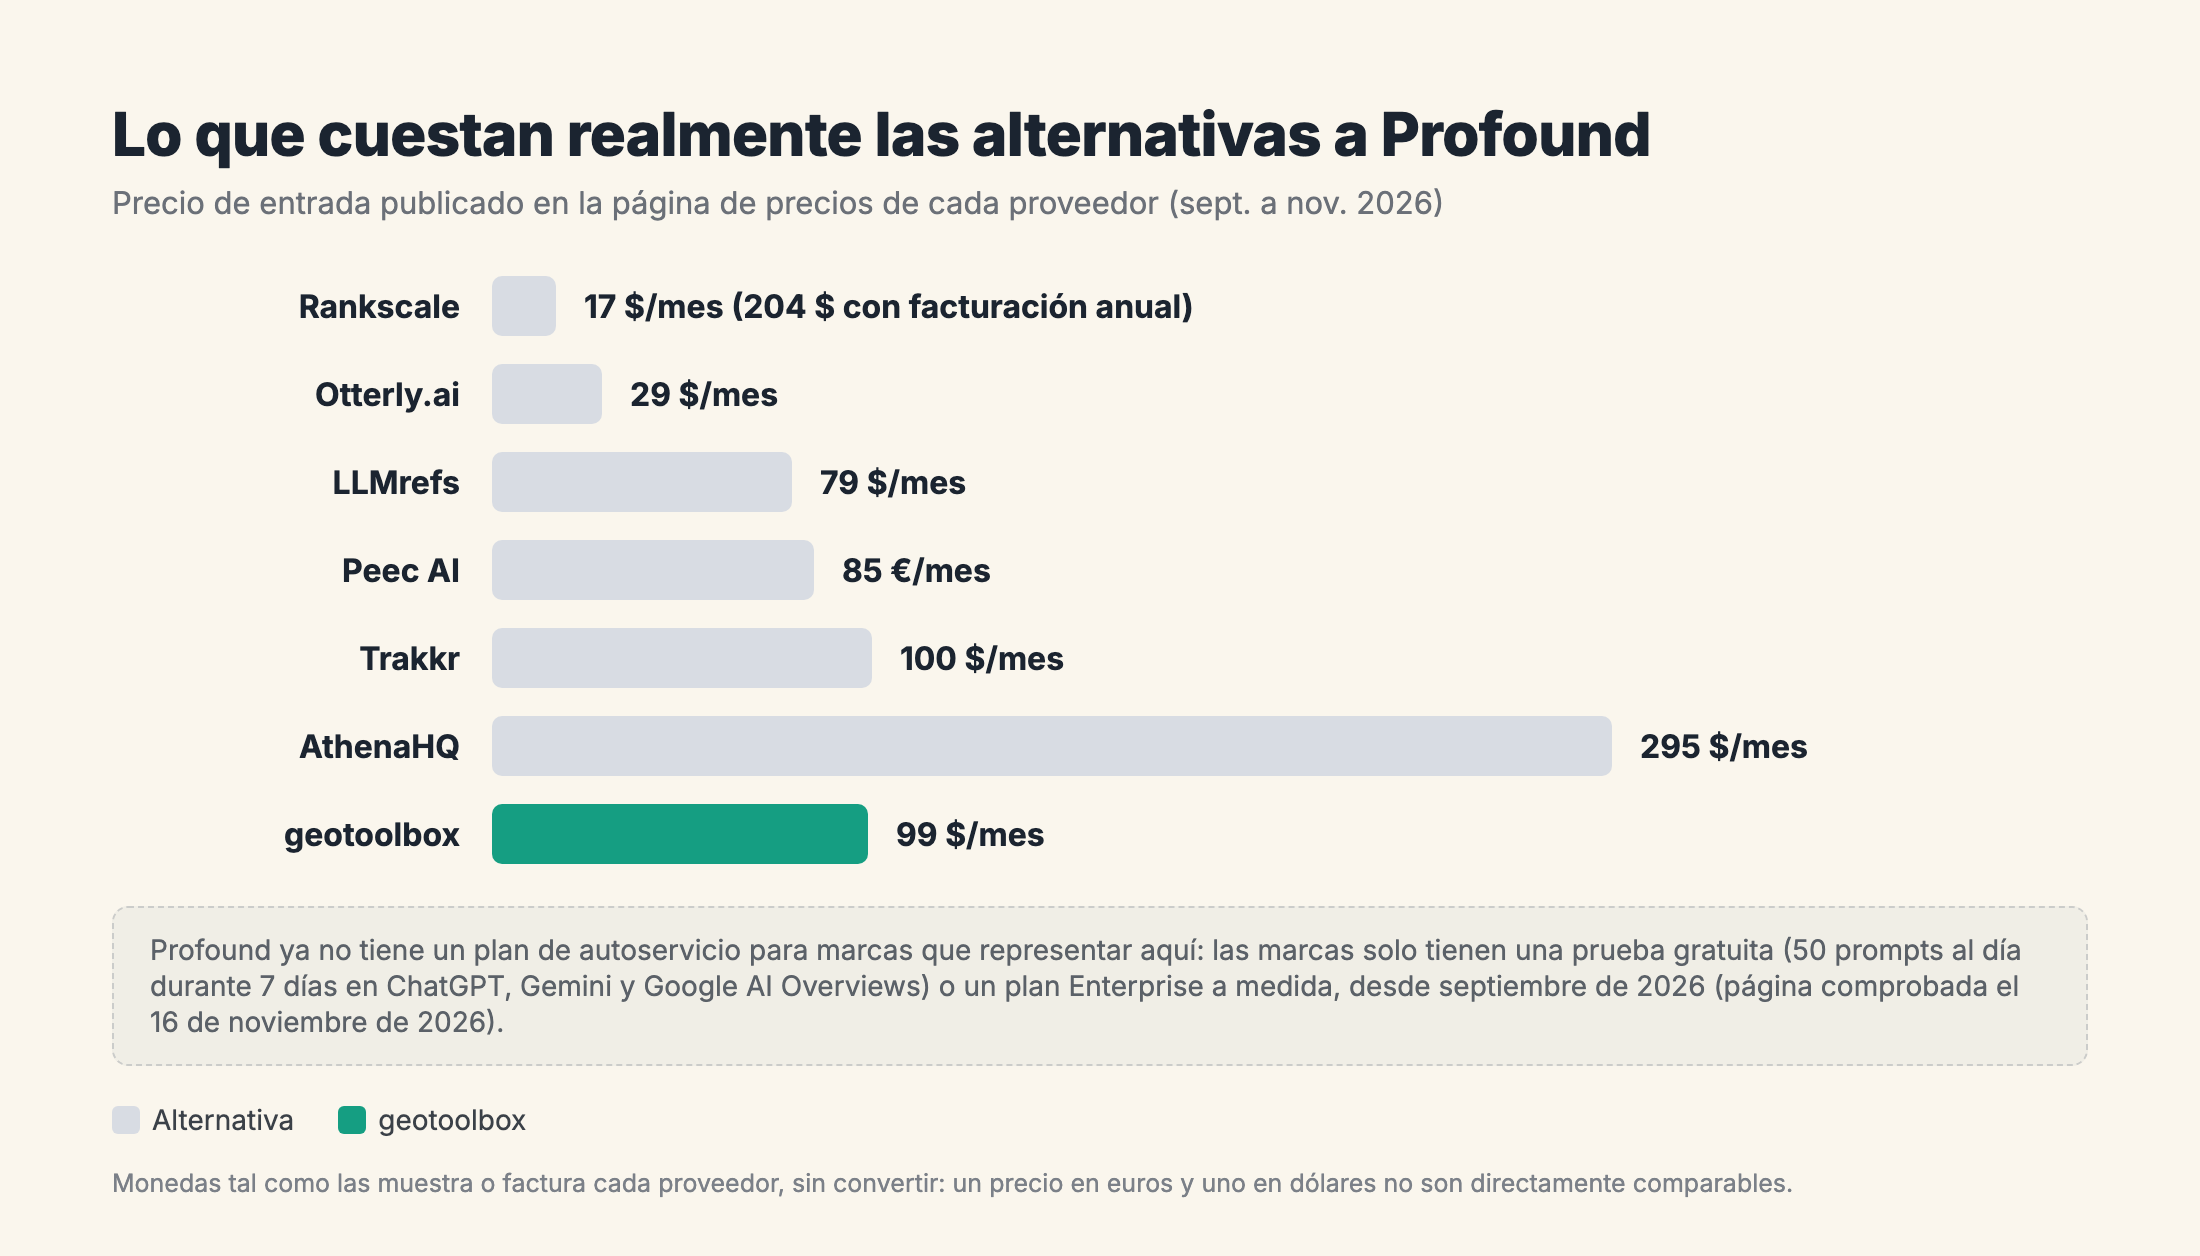 Lo que cuestan realmente las alternativas a Profound
Precio de entrada publicado en la página de precios de cada proveedor (sept. a nov. 2026)
Rankscale 17 $/mes (204 $ con facturación anual)
Otterly.ai 29 $/mes
LLMrefs 79 $/mes
Peec AI 85 €/mes
Trakkr 100 $/mes
AthenaHQ 295 $/mes
geotoolbox 99 $/mes
Profound ya no tiene un plan de autoservicio para marcas que representar aquí: las marcas solo tienen una prueba gratuita (50 prompts al día
durante 7 días en ChatGPT, Gemini y Google AI Overviews) o un plan Enterprise a medida, desde septiembre de 2026 (página comprobada el
16 de noviembre de 2026).
Alternativa geotoolbox
Monedas tal como las muestra o factura cada proveedor, sin convertir: un precio en euros y uno en dólares no son directamente comparables.